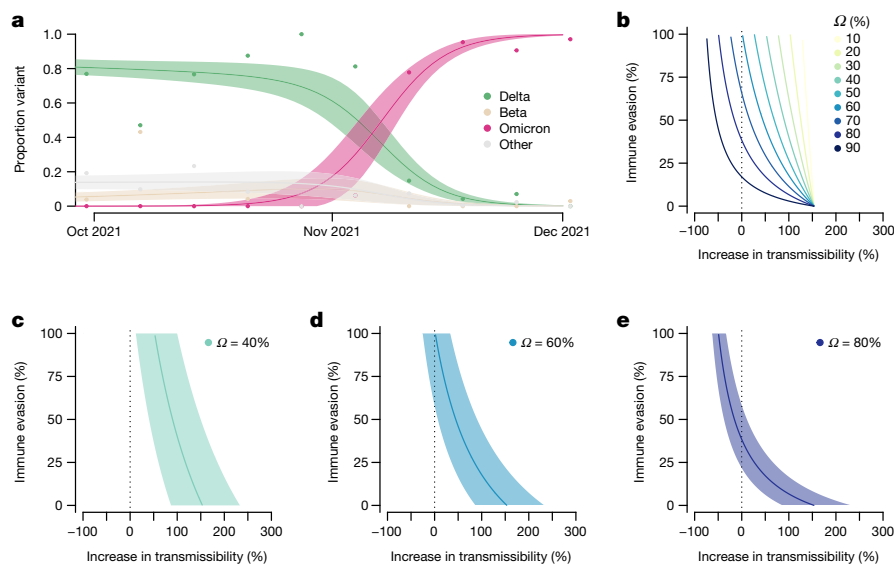 a
1.0
0.8
0.6
0.4
0.2
0
Proportion variant
Delta
Beta
Omicron
Other
Oct 2021
Nov 2021
Dec 2021
b
Ω (%)
10
20
30
40
50
60
70
80
90
100
75
50
25
0
Immune evasion (%)
–100
0
100
200
300
Increase in transmissibility (%)
c
Ω = 40%
100
75
50
25
0
Immune evasion (%)
–100
0
100
200
300
Increase in transmissibility (%)
d
Ω = 60%
100
75
50
25
0
Immune evasion (%)
–100
0
100
200
300
Increase in transmissibility (%)
e
Ω = 80%
100
75
50
25
0
Immune evasion (%)
–100
0
100
200
300
Increase in transmissibility (%)